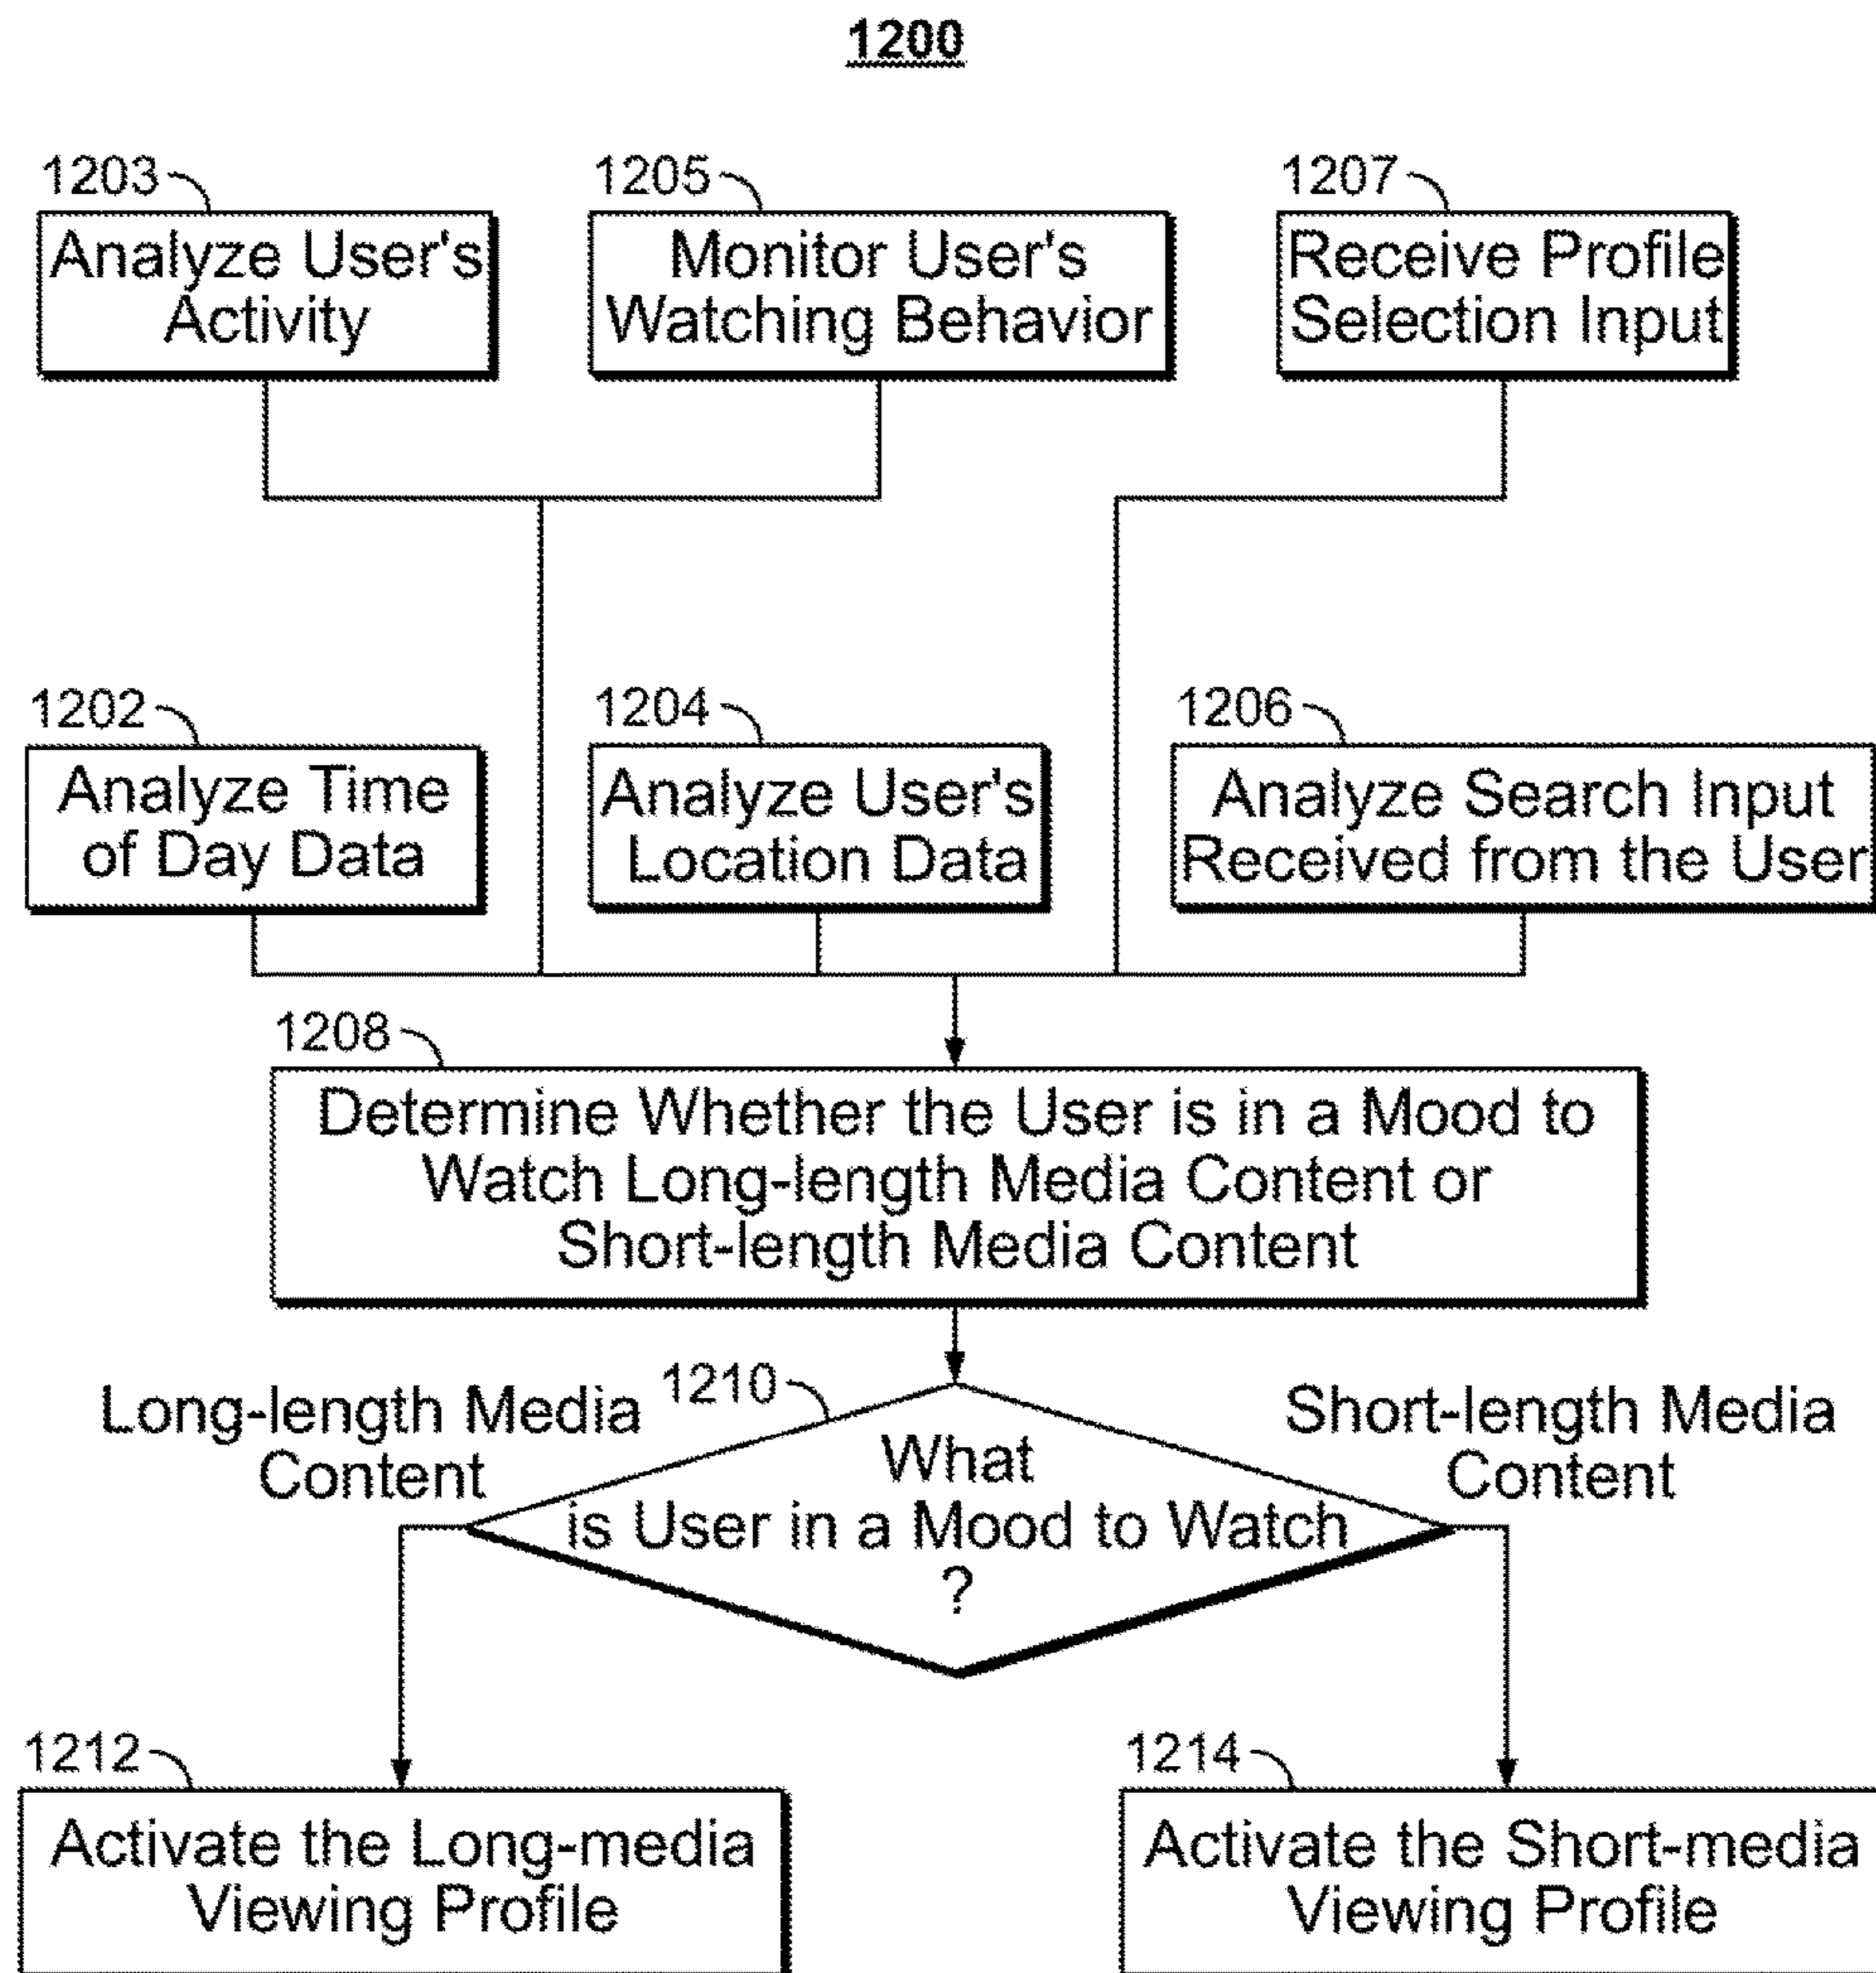 1200
1203
Analyze User's
Activity
1205
Monitor User's
Watching Behavior
1207
Receive Profile
Selection Input
1202
Analyze Time
of Day Data
1204
Analyze User's
Location Data
1206
Analyze Search Input
Received from the User
1208
Determine Whether the User is in a Mood to
Watch Long-length Media Content or
Short-length Media Content
Long-length Media
Content
1210
What
is User in a Mood to Watch
?
Short-length Media
Content
1212
Activate the Long-media
Viewing Profile
1214
Activate the Short-media
Viewing Profile